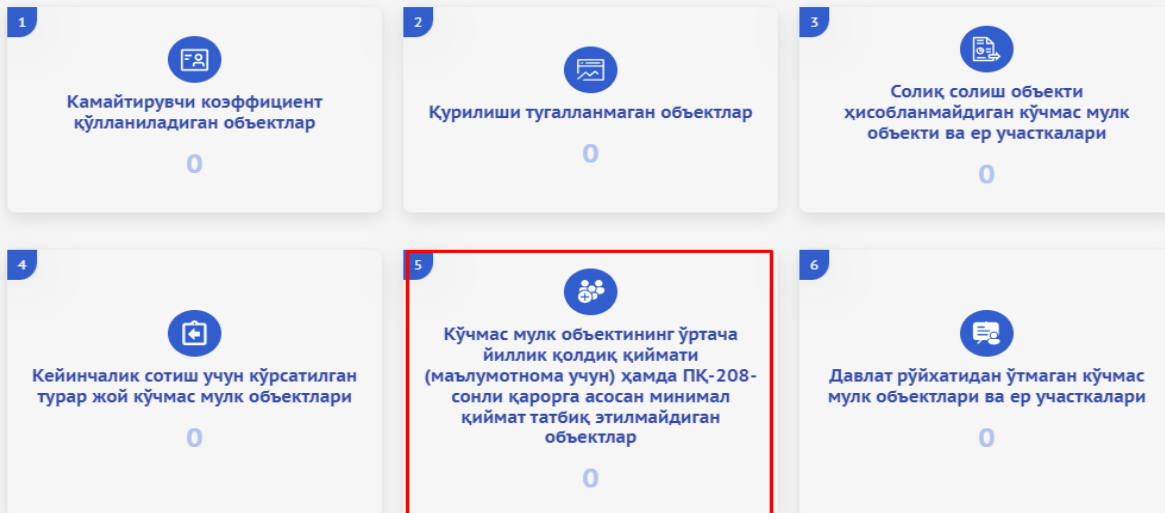 1
Камайтирувчи коэффициент
қўлланиладиган объектлар
0
2
Қурилиши тугалланмаган объектлар
0
3
Солиқ солиш объекти
ҳисобланмайдиган кўчмас мулк
объекти ва ер участкалари
0
4
Кейинчалик сотиш учун кўрсатилган
турар жой кўчмас мулк объектлари
0
5
Кўчмас мулк объектининг ўртача
йиллик қолдиқ қиймати
(маълумотнома учун) ҳамда ПҚ-208-
сонли қарорга асосан минимал
қиймат татбиқ этилмайдиган
объектлар
0
6
Давлат рўйхатидан ўтмаган кўчмас
мулк объектлари ва ер участкалари
0